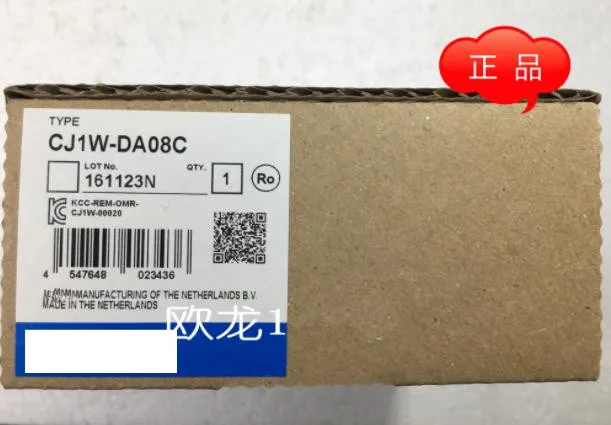 正品
TYPE
CJ1W-DA08C
LOT No.
QTY.
161123N
1
Ro
KCC-REM-OMR-
CJ1W-00020
4 547648 023436
MANUFACTURING OF THE NETHERLANDS B.V.
MADE IN THE NETHERLANDS
欧龙1